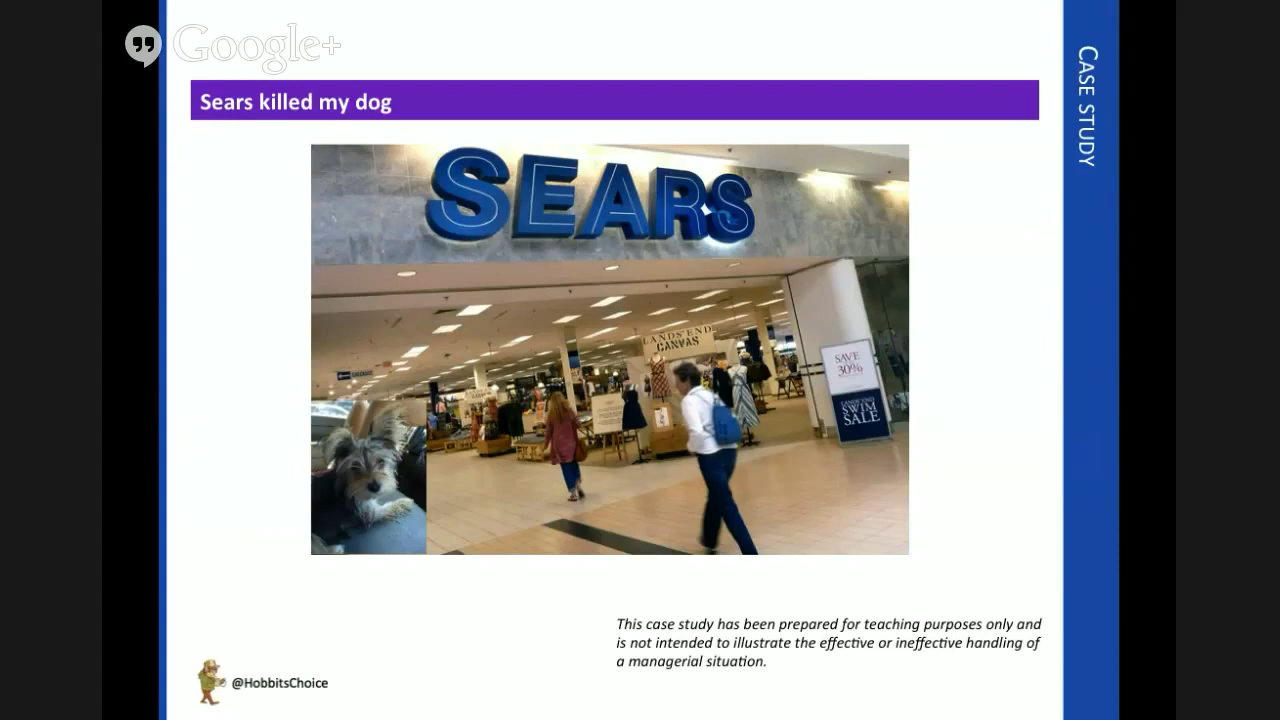 Google+
CASE STUDY
Sears killed my dog
SEARS
LANDS' END
CANVAS
SAVE
30%
LANDS' END
SWIM
SALE
This case study has been prepared for teaching purposes only and
is not intended to illustrate the effective or ineffective handling of
a managerial situation.
@HobbitsChoice